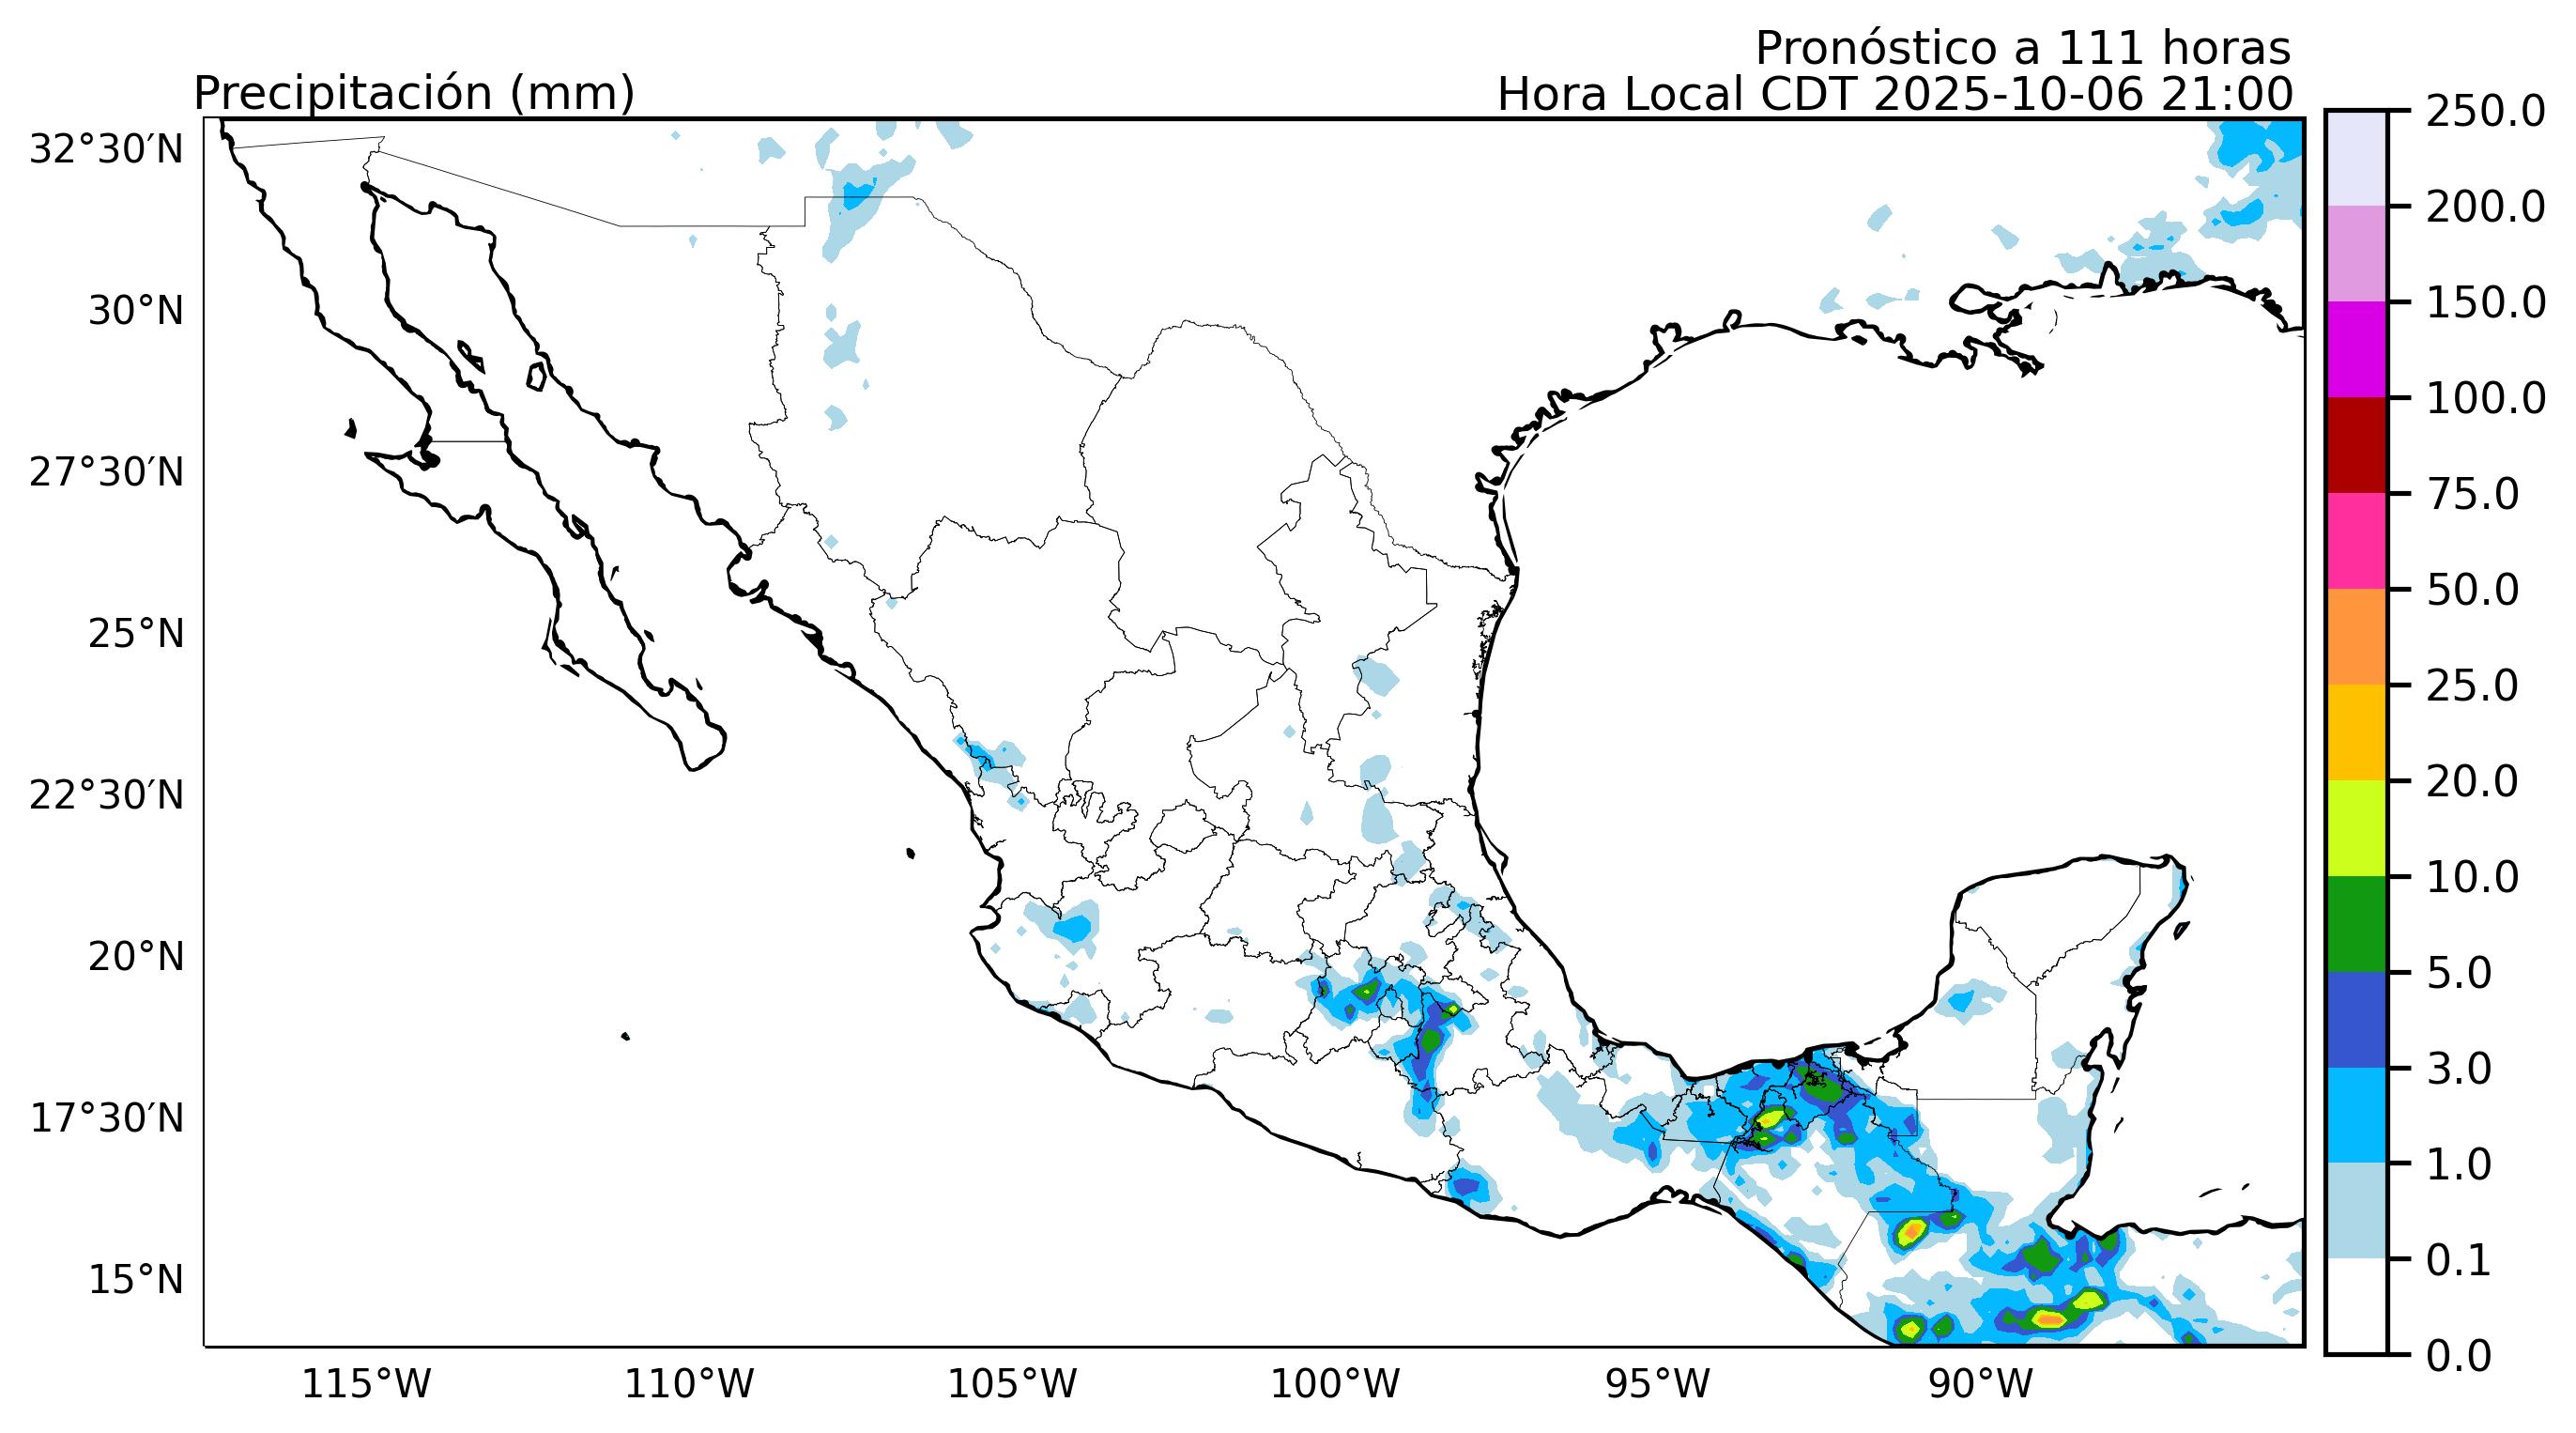 Pronóstico a 111 horas
Precipitación (mm)
Hora Local CDT 2025-10-06 21:00
32°30′N
30°N
27°30′N
25°N
22°30′N
20°N
17°30′N
15°N
115°W
110°W
105°W
100°W
95°W
90°W
250.0
200.0
150.0
100.0
75.0
50.0
25.0
20.0
10.0
5.0
3.0
1.0
0.1
0.0